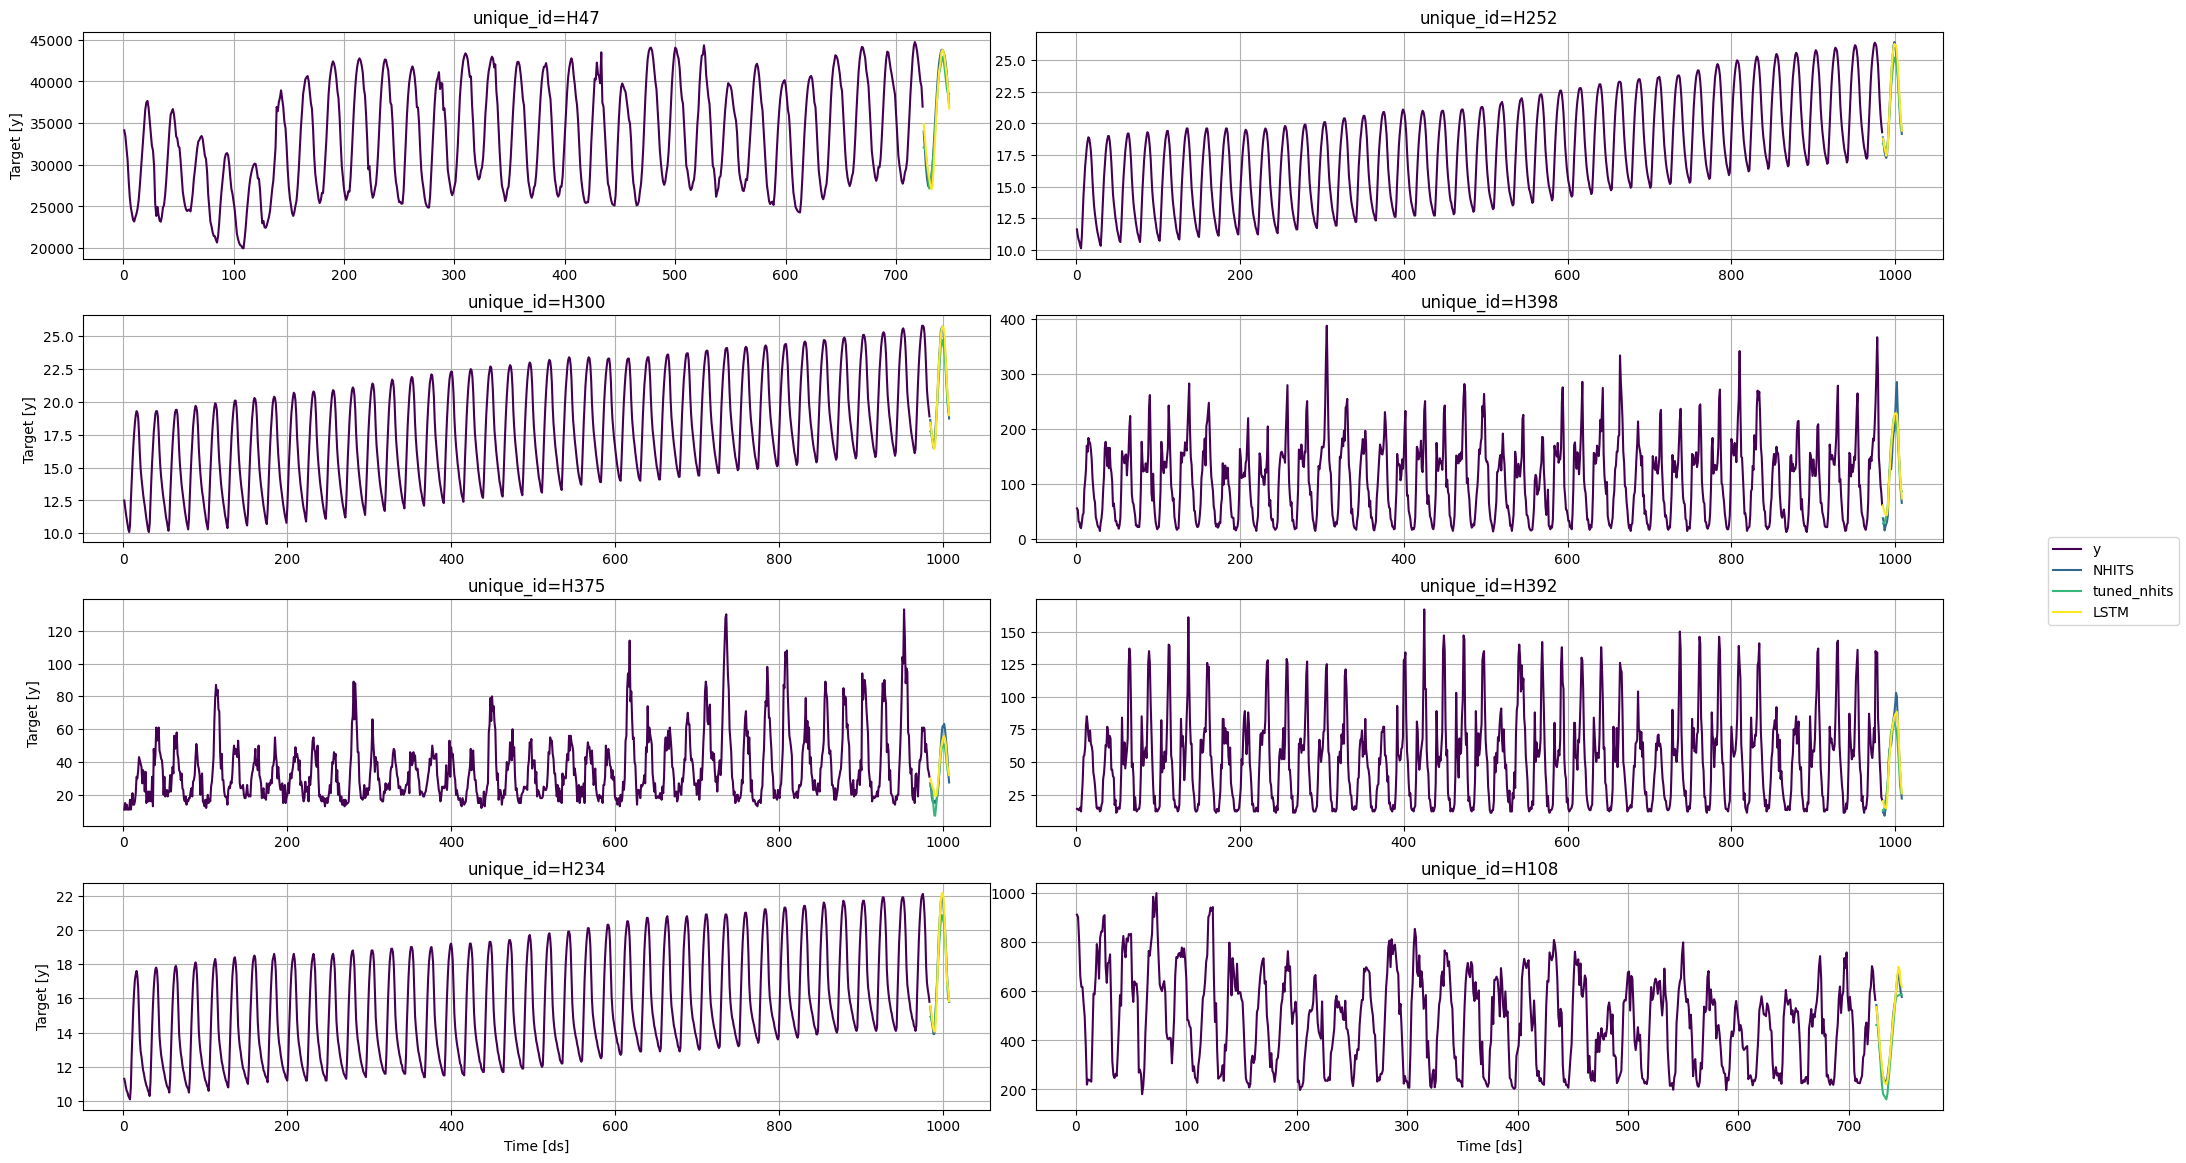 unique_id=H47
Target [y]
45000
40000
35000
30000
25000
20000
0 100 200 300 400 500 600 700
unique_id=H252
25.0
22.5
20.0
17.5
15.0
12.5
10.0
0 200 400 600 800 1000
unique_id=H300
Target [y]
25.0
22.5
20.0
17.5
15.0
12.5
10.0
0 200 400 600 800 1000
unique_id=H398
400
300
200
100
0
0 200 400 600 800 1000
unique_id=H375
Target [y]
120
100
80
60
40
20
0 200 400 600 800 1000
unique_id=H392
150
125
100
75
50
25
0 200 400 600 800 1000
unique_id=H234
Target [y]
22
20
18
16
14
12
10
0 200 400 600 800 1000
Time [ds]
unique_id=H108
1000
800
600
400
200
0 100 200 300 400 500 600 700
Time [ds]
y
NHITS
tuned_nhits
LSTM